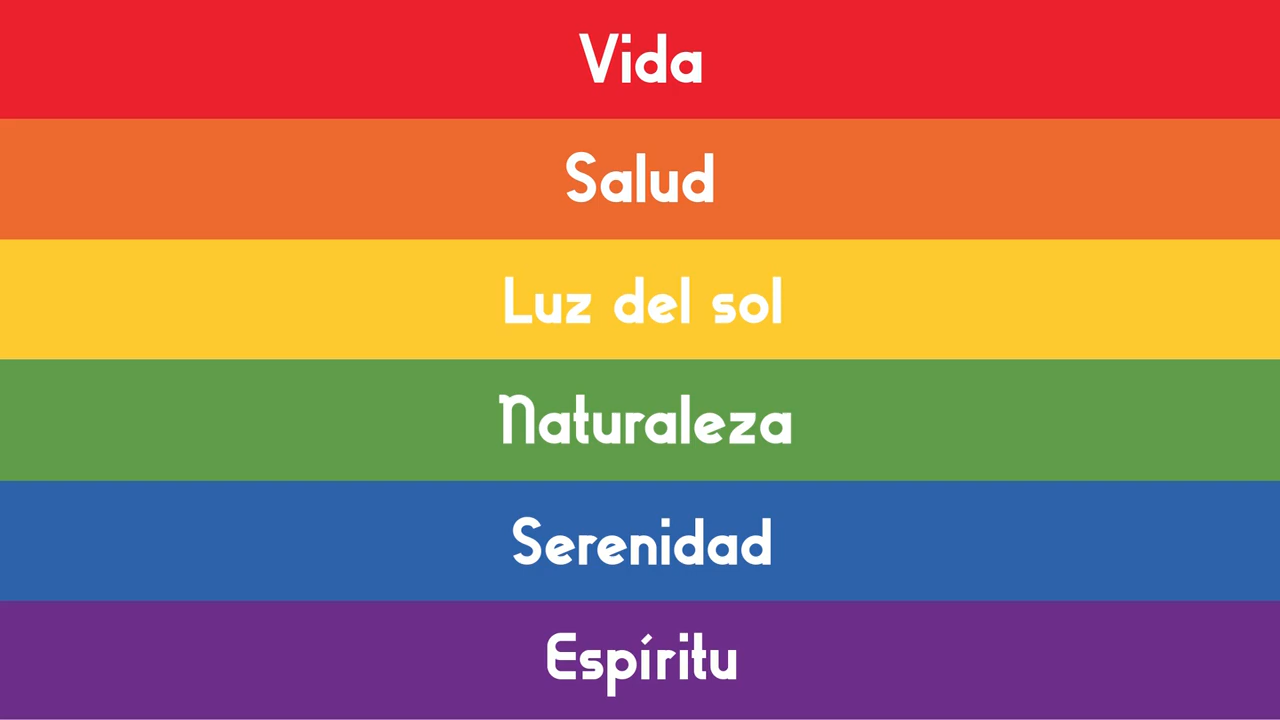 Vida
Salud
Luz del sol
Naturaleza
Serenidad
Espíritu